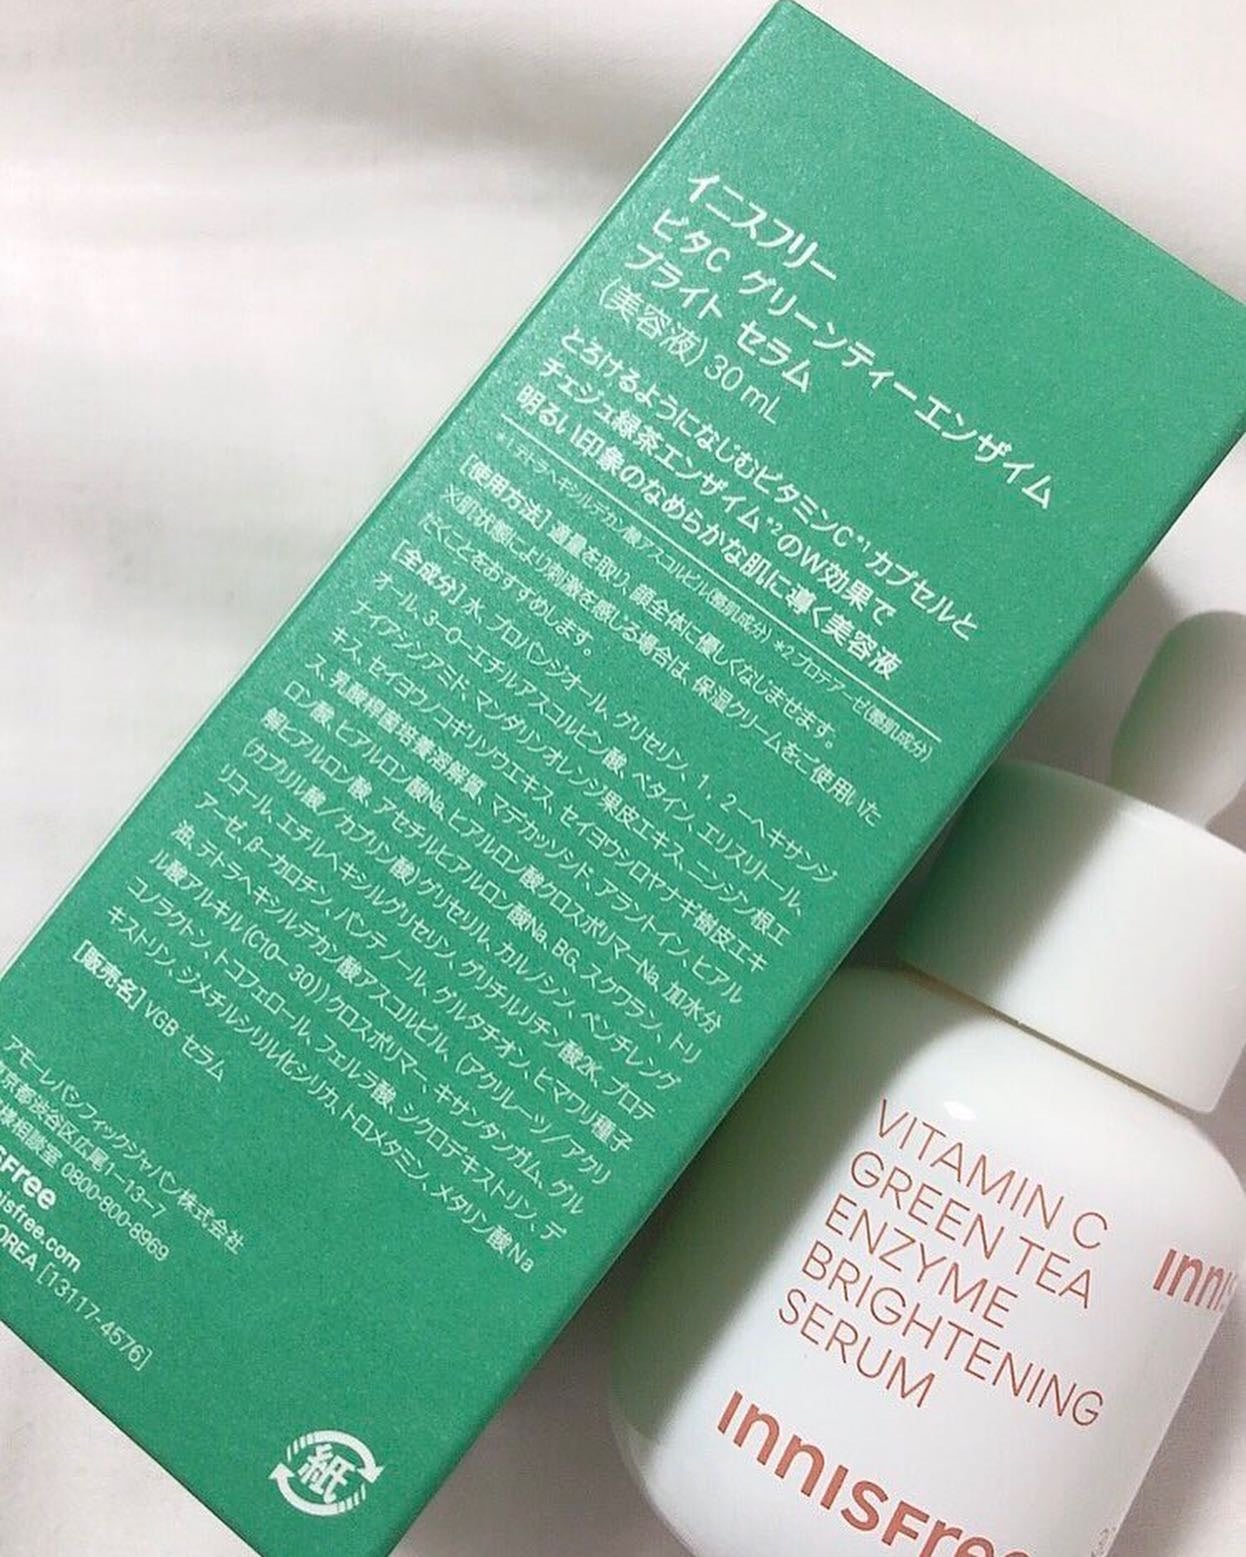 イニスフリー
ビタC グリーンティーエンザイム
ブライト セラム
(美容液) 30 mL
とろけるようになじむビタミンC*1カプセルと
チェジュ緑茶エンザイム*2のW効果で
明るい印象のなめらかな肌に導く美容液
*1 テトラヘキシルデカン酸アスコルビル(整肌成分) *2 プロテアーゼ(整肌成分)
[使用方法] 適量を取り、顔全体に優しくなじませます。
※肌状態により刺激を感じる場合は、保湿クリームをご使用いた
だくことをおすすめします。
[全成分] 水、プロパンジオール、グリセリン、1,2-ヘキサンジ
オール、3-O-エチルアスコルビン酸、ベタイン、エリスリトール、
ナイアシンアミド、マンダリンオレンジ果皮エキス、ニンジン根エ
キス、セイヨウノコギリソウエキス、セイヨウシロヤナギ樹皮エキ
ス、乳酸桿菌培養溶解質、マデカッソシド、アラントイン、ヒアル
ロン酸、ヒアルロン酸Na、ヒアルロン酸クロスポリマーNa、加水分
解ヒアルロン酸、アセチルヒアルロン酸Na、BG、スクワラン、トリ
(カプリル酸/カプリン酸)グリセリル、カルノシン、ペンチレング
リコール、エチルヘキシルグリセリン、グリチルリチン酸2K、プロテ
アーゼ、β-カロチン、パンテノール、グルタチオン、ヒマワリ種子
油、テトラヘキシルデカン酸アスコルビル、(アクリレーツ/アクリ
ル酸アルキル(C10-30))クロスポリマー、キサンタンガム、グル
コノラクトン、トコフェロール、フェルラ酸、シクロデキストリン、デ
キストリン、ジメチルシリル化シリカ、トロメタミン、メタリン酸Na
[販売名] VGB セラム
アモーレパシフィックジャパン株式会社
京都渋谷区広尾1-13-7
様相談室 0800-800-8969
sFree
nisfree.com
OREA [13117-4576]
紙
VITAMIN C
GREEN TEA
ENZYME
BRIGHTENING
SERUM
INNISFree
INNIS